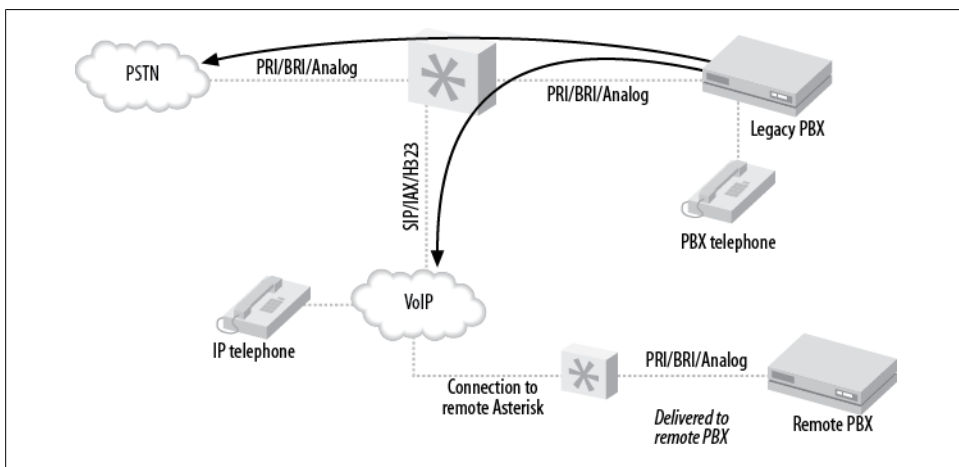 PSTN
PRI/BRI/Analog
PRI/BRI/Analog
Legacy PBX
SIP/IAX/H323
PBX telephone
VoIP
IP telephone
PRI/BRI/Analog
Connection to
remote Asterisk
Delivered to
remote PBX
Remote PBX